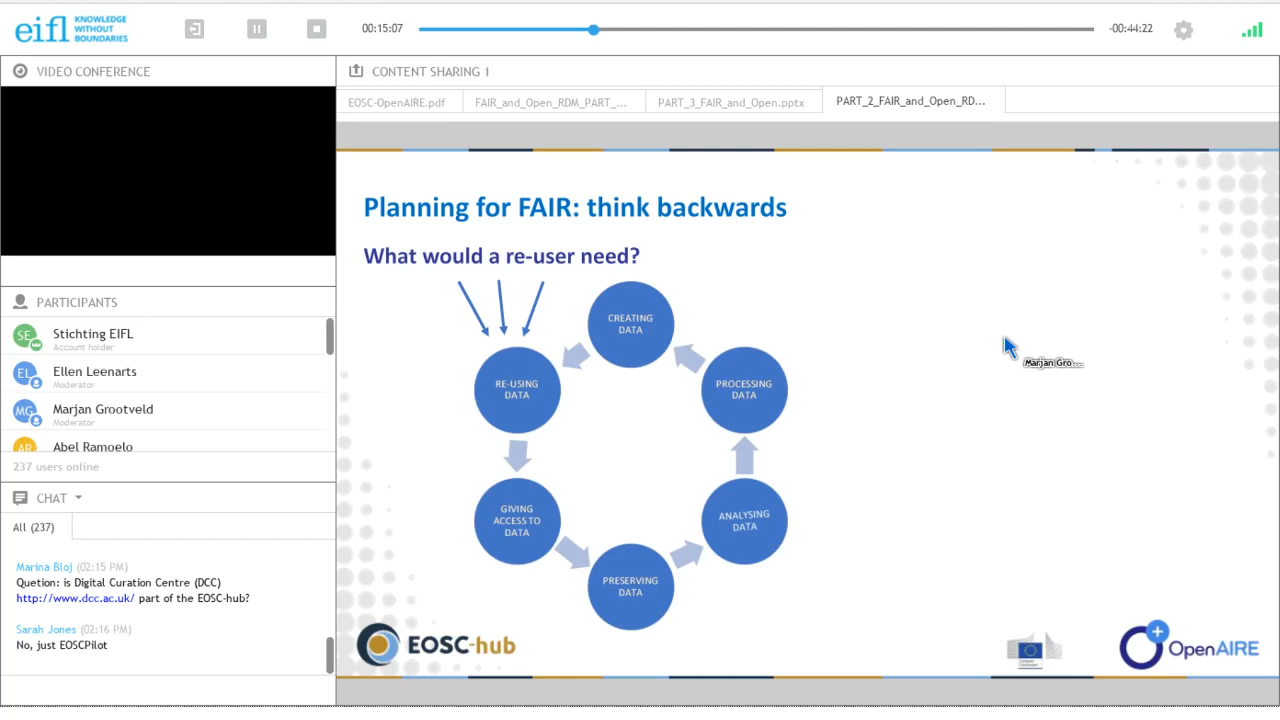 eifl KNOWLEDGE
WITHOUT
BOUNDARIES
00:15:07
-00:44:22
VIDEO CONFERENCE
PARTICIPANTS
SE
Stichting EIFL
Account holder
EL
Ellen Leenarts
Moderator
MG
Marjan Grootveld
Moderator
AR
Abel Ramoelo
237 users online
CHAT
All (237)
Marina Bloj (02:15 PM)
Quetion: is Digital Curation Centre (DCC)
http://www.dcc.ac.uk/ part of the EOSC-hub?
Sarah Jones (02:16 PM)
No, just EOSCPilot
CONTENT SHARING 1
EOSC-OpenAIRE.pdf
FAIR_and_Open_RDM_PART_...
PART_3_FAIR_and_Open.pptx
PART_2_FAIR_and_Open_RD...
Planning for FAIR: think backwards
What would a re-user need?
CREATING
DATA
RE-USING
DATA
PROCESSING
DATA
GIVING
ACCESS TO
DATA
ANALYSING
DATA
PRESERVING
DATA
Marjan Gro...
EOSC-hub
OpenAIRE